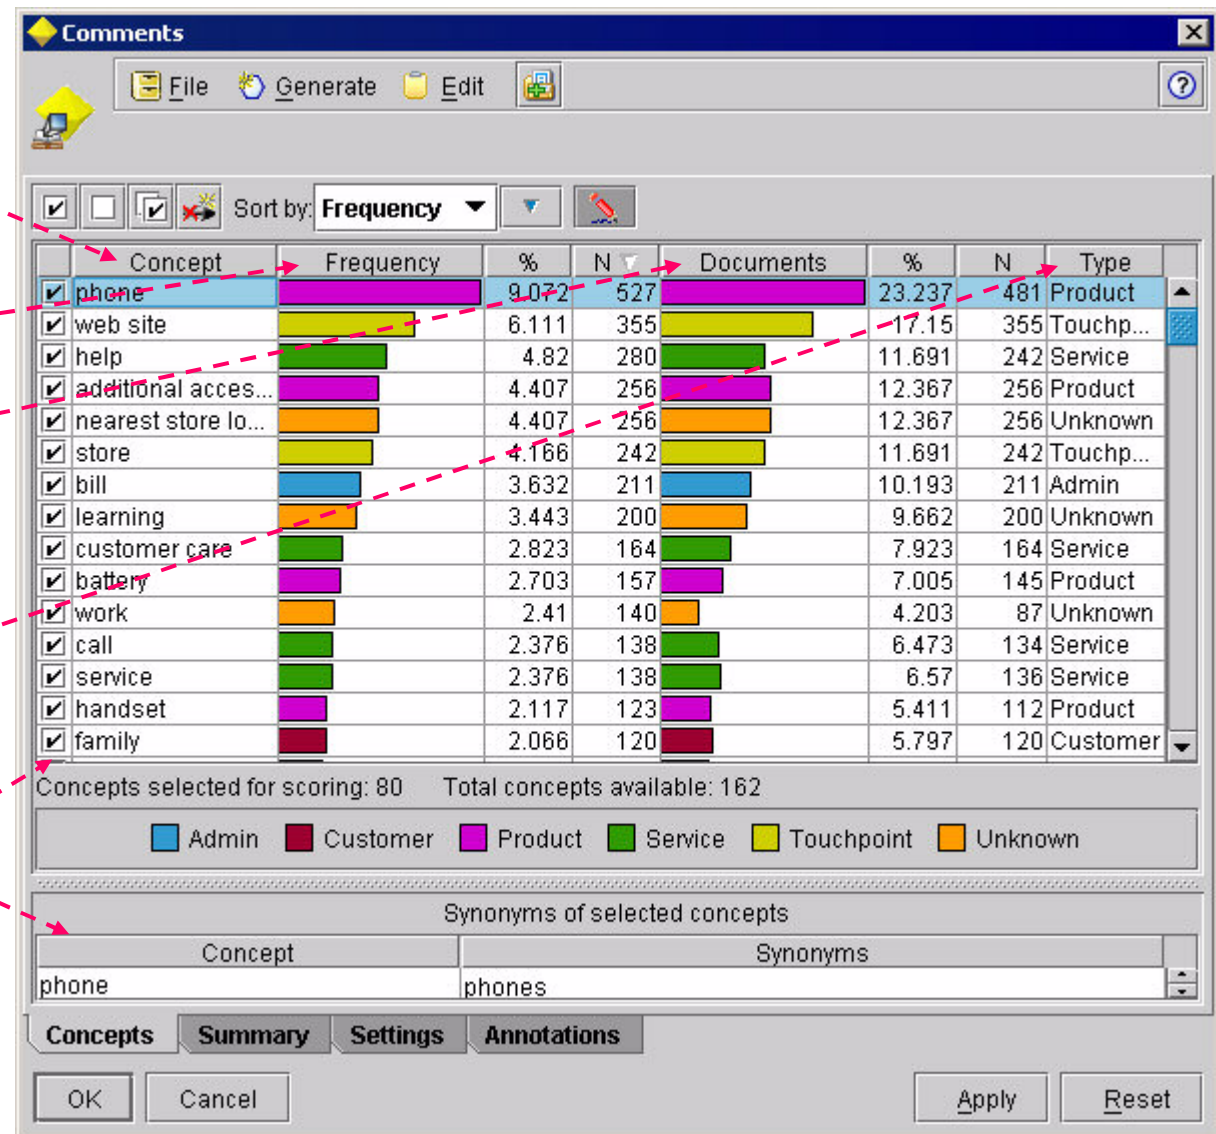 Comments
File Generate Edit
Sort by: Frequency
Concept Frequency % N Documents % N Type
phone 9.072 527 23.237 481 Product
web site 6.111 355 17.15 355 Touchp...
help 4.82 280 11.691 242 Service
additional acces... 4.407 256 12.367 256 Product
nearest store lo... 4.407 256 12.367 256 Unknown
store 4.166 242 11.691 242 Touchp...
bill 3.632 211 10.193 211 Admin
learning 3.443 200 9.662 200 Unknown
customer care 2.823 164 7.923 164 Service
battery 2.703 157 7.005 145 Product
work 2.41 140 4.203 87 Unknown
call 2.376 138 6.473 134 Service
service 2.376 138 6.57 136 Service
handset 2.117 123 5.411 112 Product
family 2.066 120 5.797 120 Customer
Concepts selected for scoring: 80 Total concepts available: 162
Admin Customer Product Service Touchpoint Unknown
Synonyms of selected concepts
Concept Synonyms
phone phones
Concepts Summary Settings Annotations
OK Cancel Apply Reset